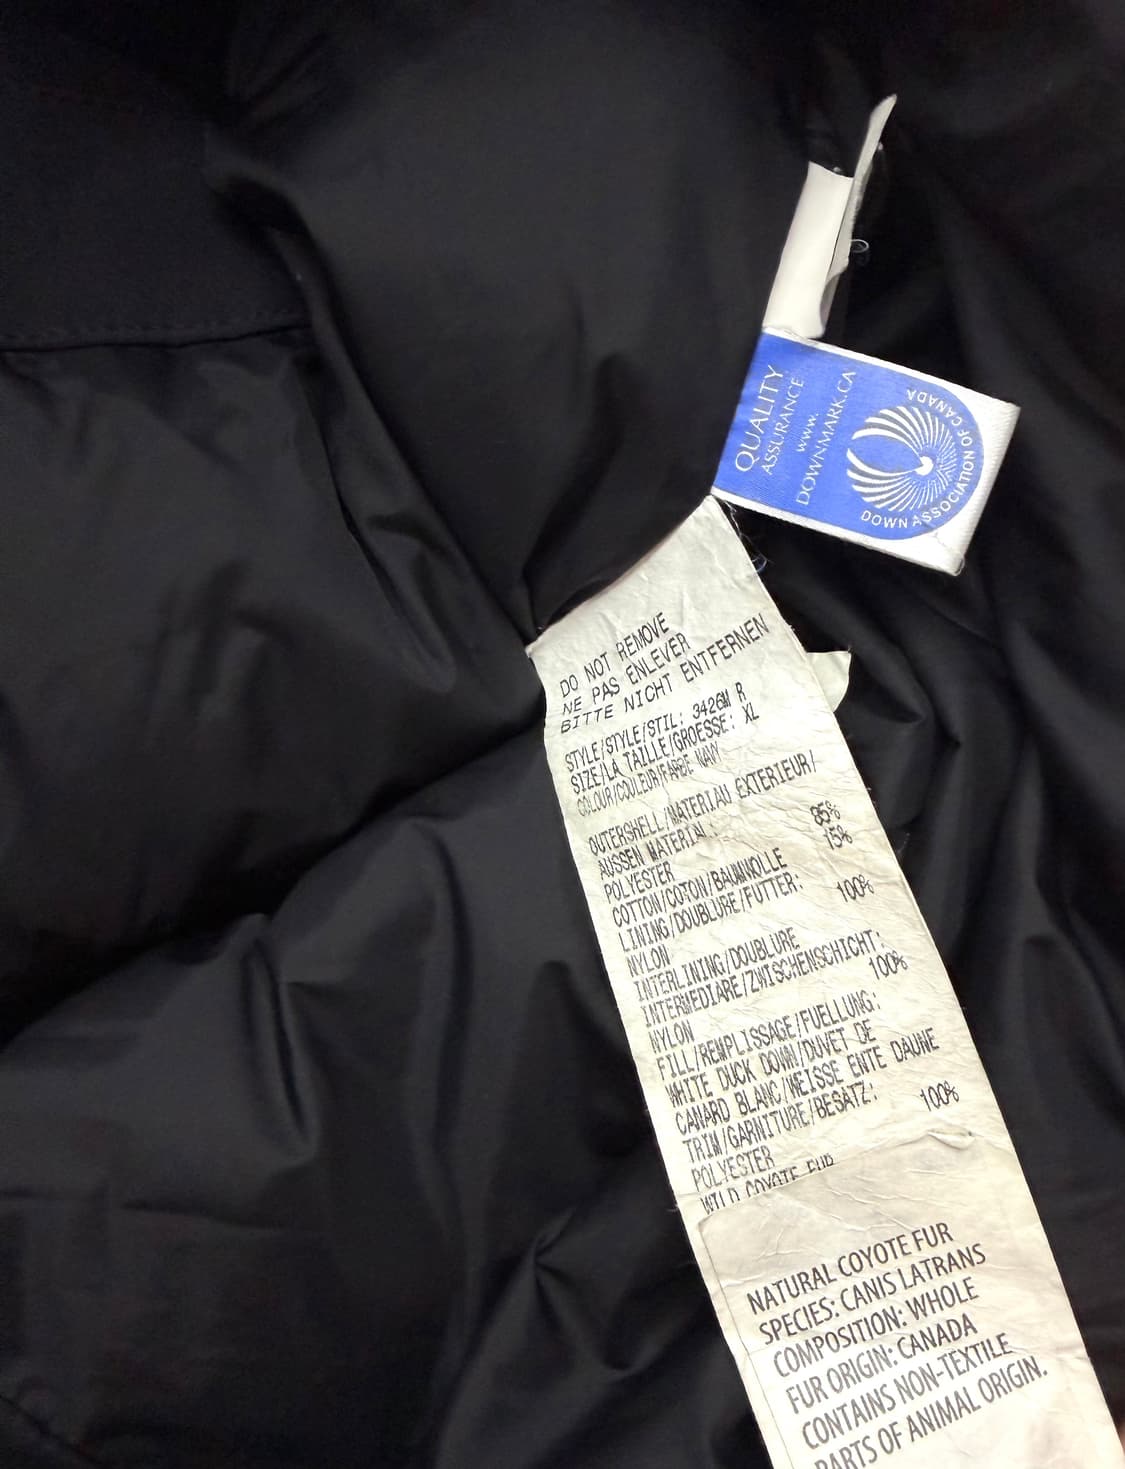 QUALITY
ASSURANCE
www.
DOWNMARK.CA
DOWN ASSOCIATION OF CANADA
DO NOT REMOVE
NE PAS ENLEVER
BITTE NICHT ENTFERNEN
STYLE/STYLE/STIL: 3426M R
SIZE/LA TAILLE/GROESSE: XL
COLOUR/COULEUR/FARBE NAVY
OUTERSHELL/MATERIAU EXTERIEUR/
AUSSEN MATERIAL:
POLYESTER 85%
COTTON/COTON/BAUMWOLLE 15%
LINING/DOUBLURE/FUTTER:
NYLON 100%
INTERLINING/DOUBLURE
INTERMEDIARE/ZWISCHENSCHICHT:
NYLON 100%
FILL/REMPLISSAGE/FUELLUNG:
WHITE DUCK DOWN/DUVET DE
CANARD BLANC/WEISSE ENTE DAUNE
TRIM/GARNITURE/BESATZ:
POLYESTER 100%
WILD COYOTE FUR
NATURAL COYOTE FUR
SPECIES: CANIS LATRANS
COMPOSITION: WHOLE
FUR ORIGIN: CANADA
CONTAINS NON-TEXTILE
PARTS OF ANIMAL ORIGIN.